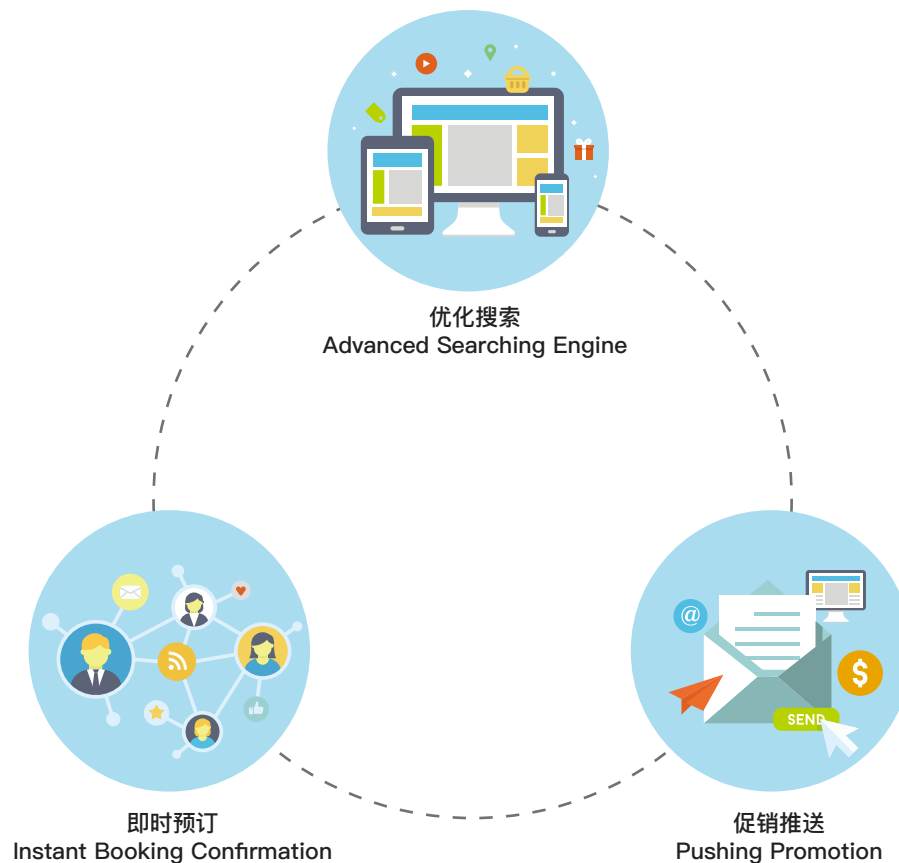 优化搜索
Advanced Searching Engine
@
$
SEND
即时预订
Instant Booking Confirmation
促销推送
Pushing Promotion